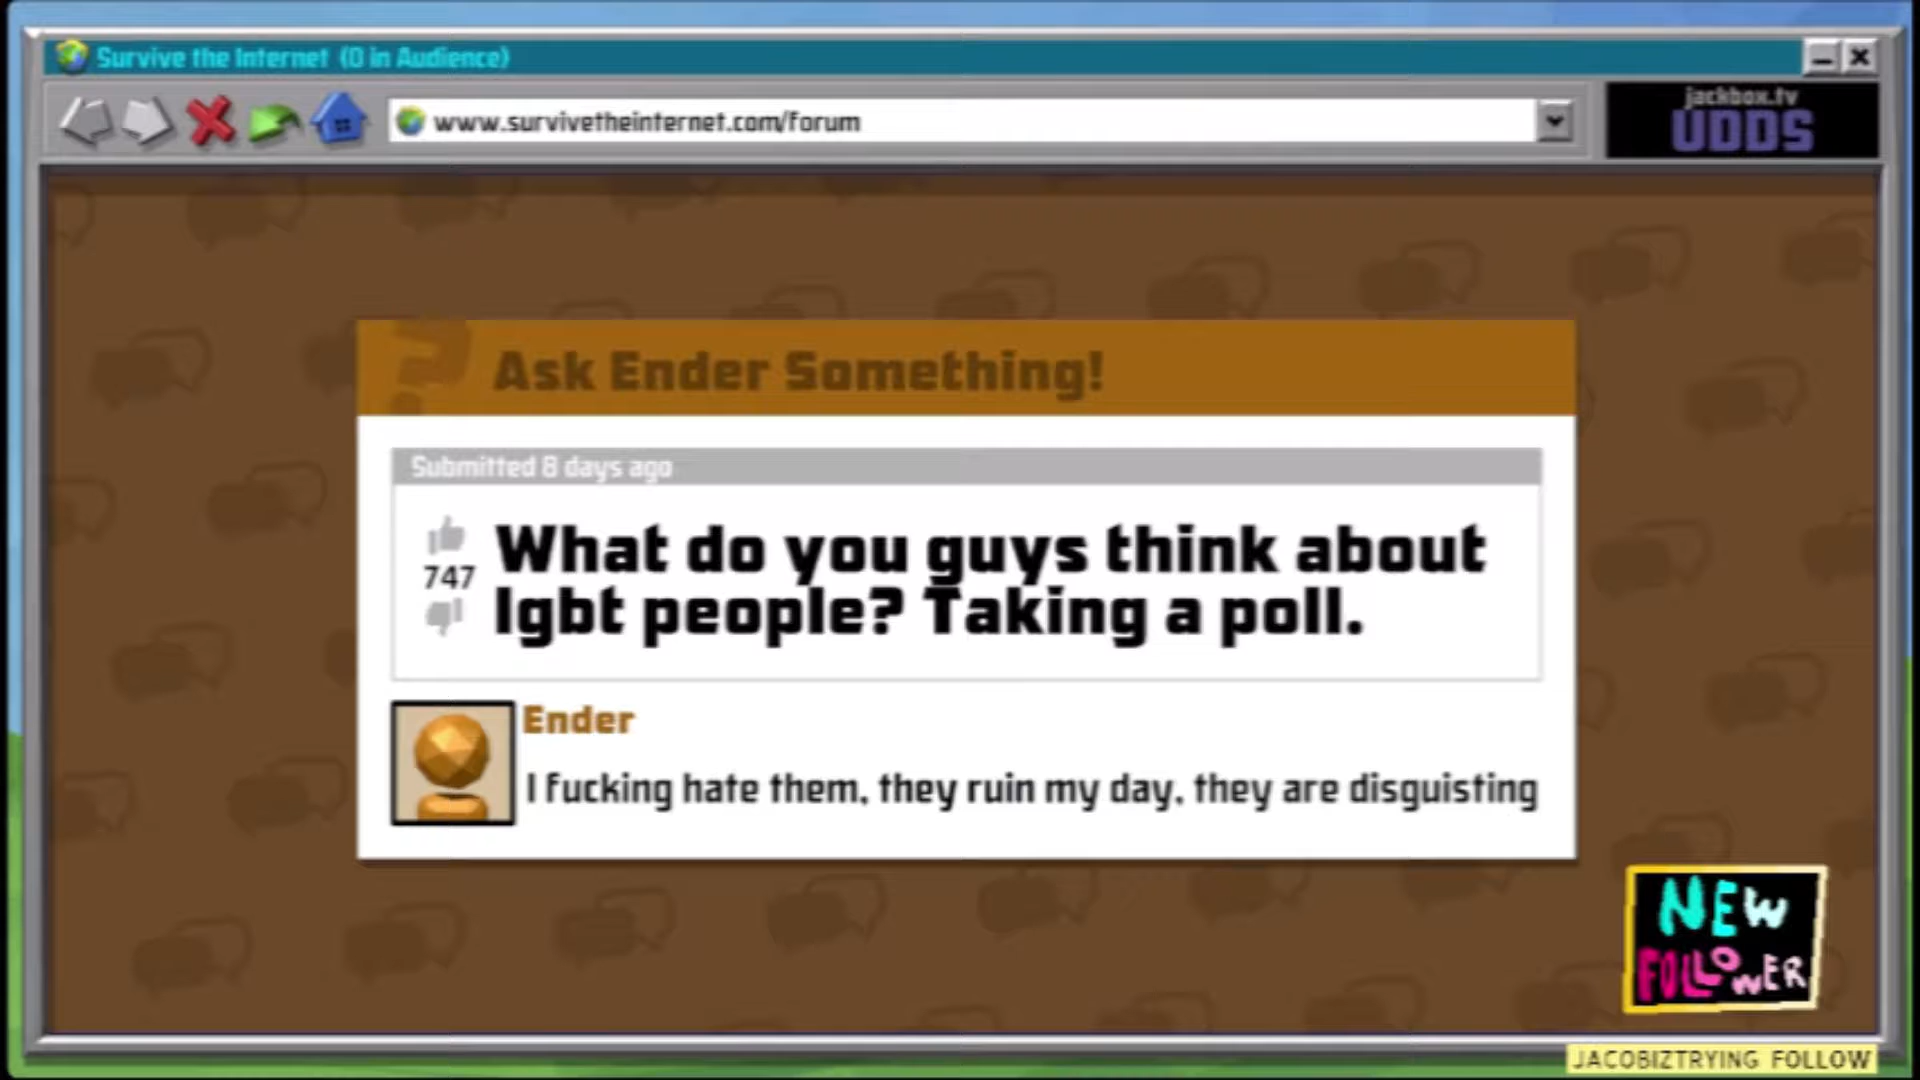 Survive the Internet (0 in Audience)
www.survivetheinternet.com/forum
jackbox.tv
UDDS
Ask Ender Something!
Submitted 8 days ago
747
What do you guys think about
lgbt people? Taking a poll.
Ender
I fucking hate them, they ruin my day, they are disguisting
NEW
FOLLOWER
JACOBIZTRYING FOLLOW